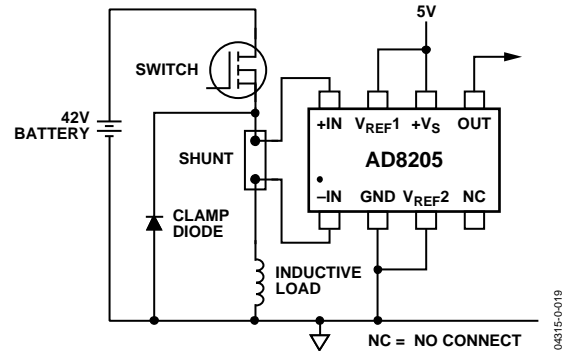 5V
SWITCH
42V
BATTERY
+IN VREF1 +VS OUT
SHUNT
AD8205
–IN GND VREF2 NC
CLAMP
DIODE
INDUCTIVE
LOAD
NC = NO CONNECT
04315-0-019